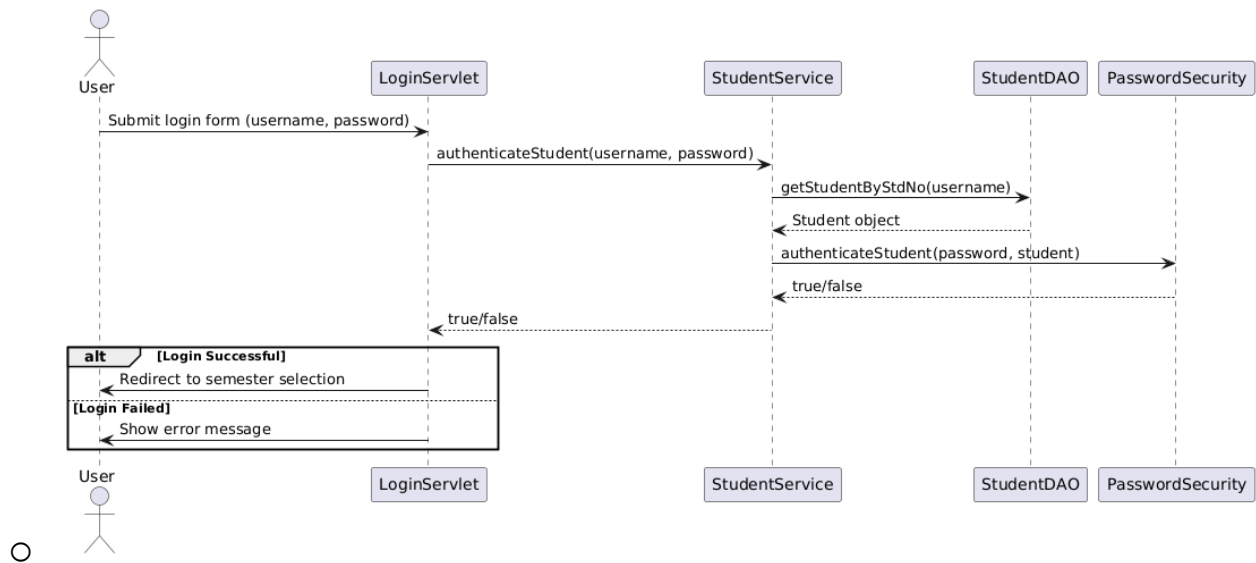 User
LoginServlet
StudentService
StudentDAO
PasswordSecurity
Submit login form (username, password)
authenticateStudent(username, password)
getStudentByStdNo(username)
Student object
authenticateStudent(password, student)
true/false
true/false
alt [Login Successful]
Redirect to semester selection
[Login Failed]
Show error message
User
LoginServlet
StudentService
StudentDAO
PasswordSecurity